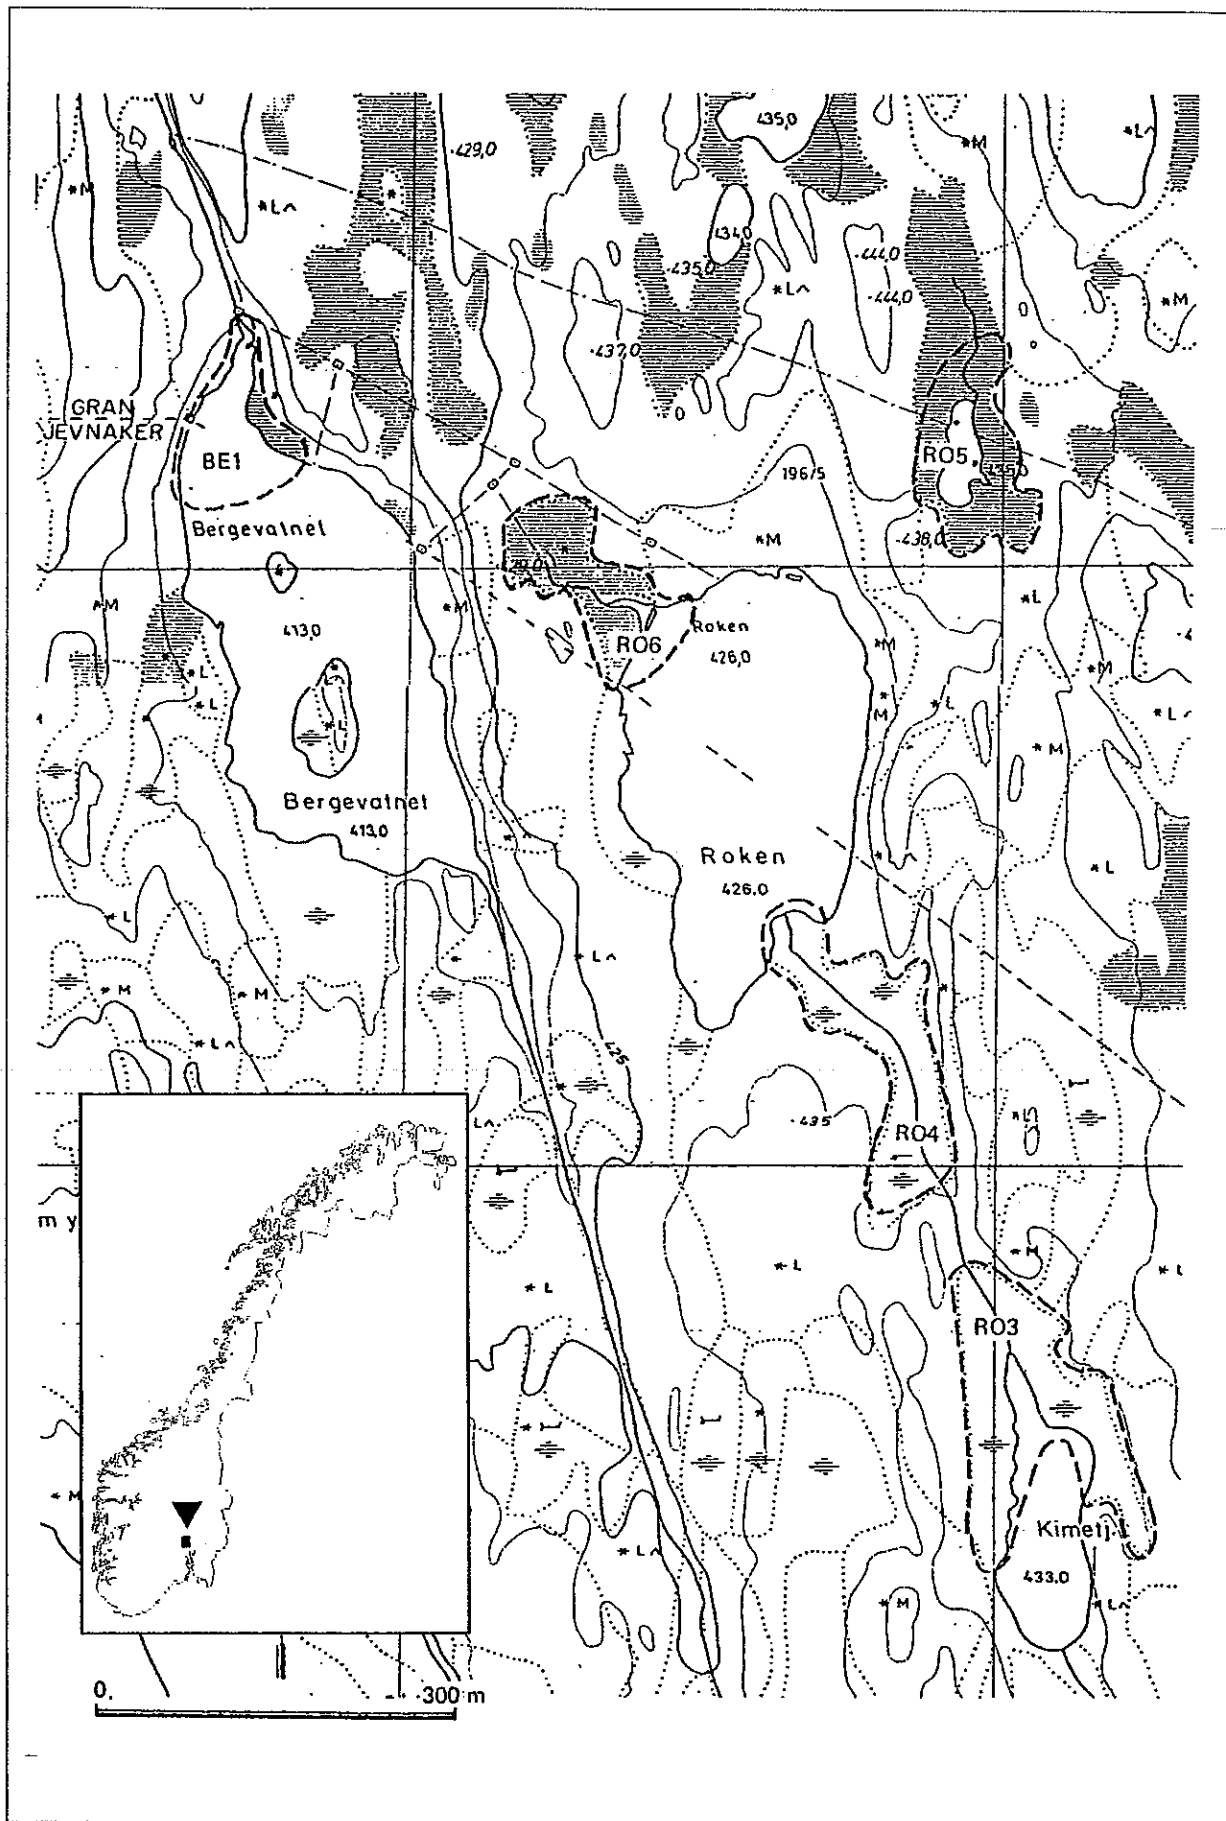 435,0
* L ^
* M
-429,0
* M
* L ^
434,0
-435,0
-444,0
* L ^
-444,0
* M
-437,0
GRAN
JEVNAKER
0
BE1
196/5
RO5
435,0
Bergevatnet
* M
-438,0
* M
* L
413,0
* M
Roken
RO6
426,0
* M
* M
* L
* L
M
* L
* L ^
* L
* M
Bergevatnet
413,0
Roken
426.0
* L
* L
* L ^
* M
* M
* L ^
425
-435
RO4
m y
* M
* L
* L
* L
RO3
* M
Kimetj.
* L ^
433.0
* M
* L ^
0.
300 m